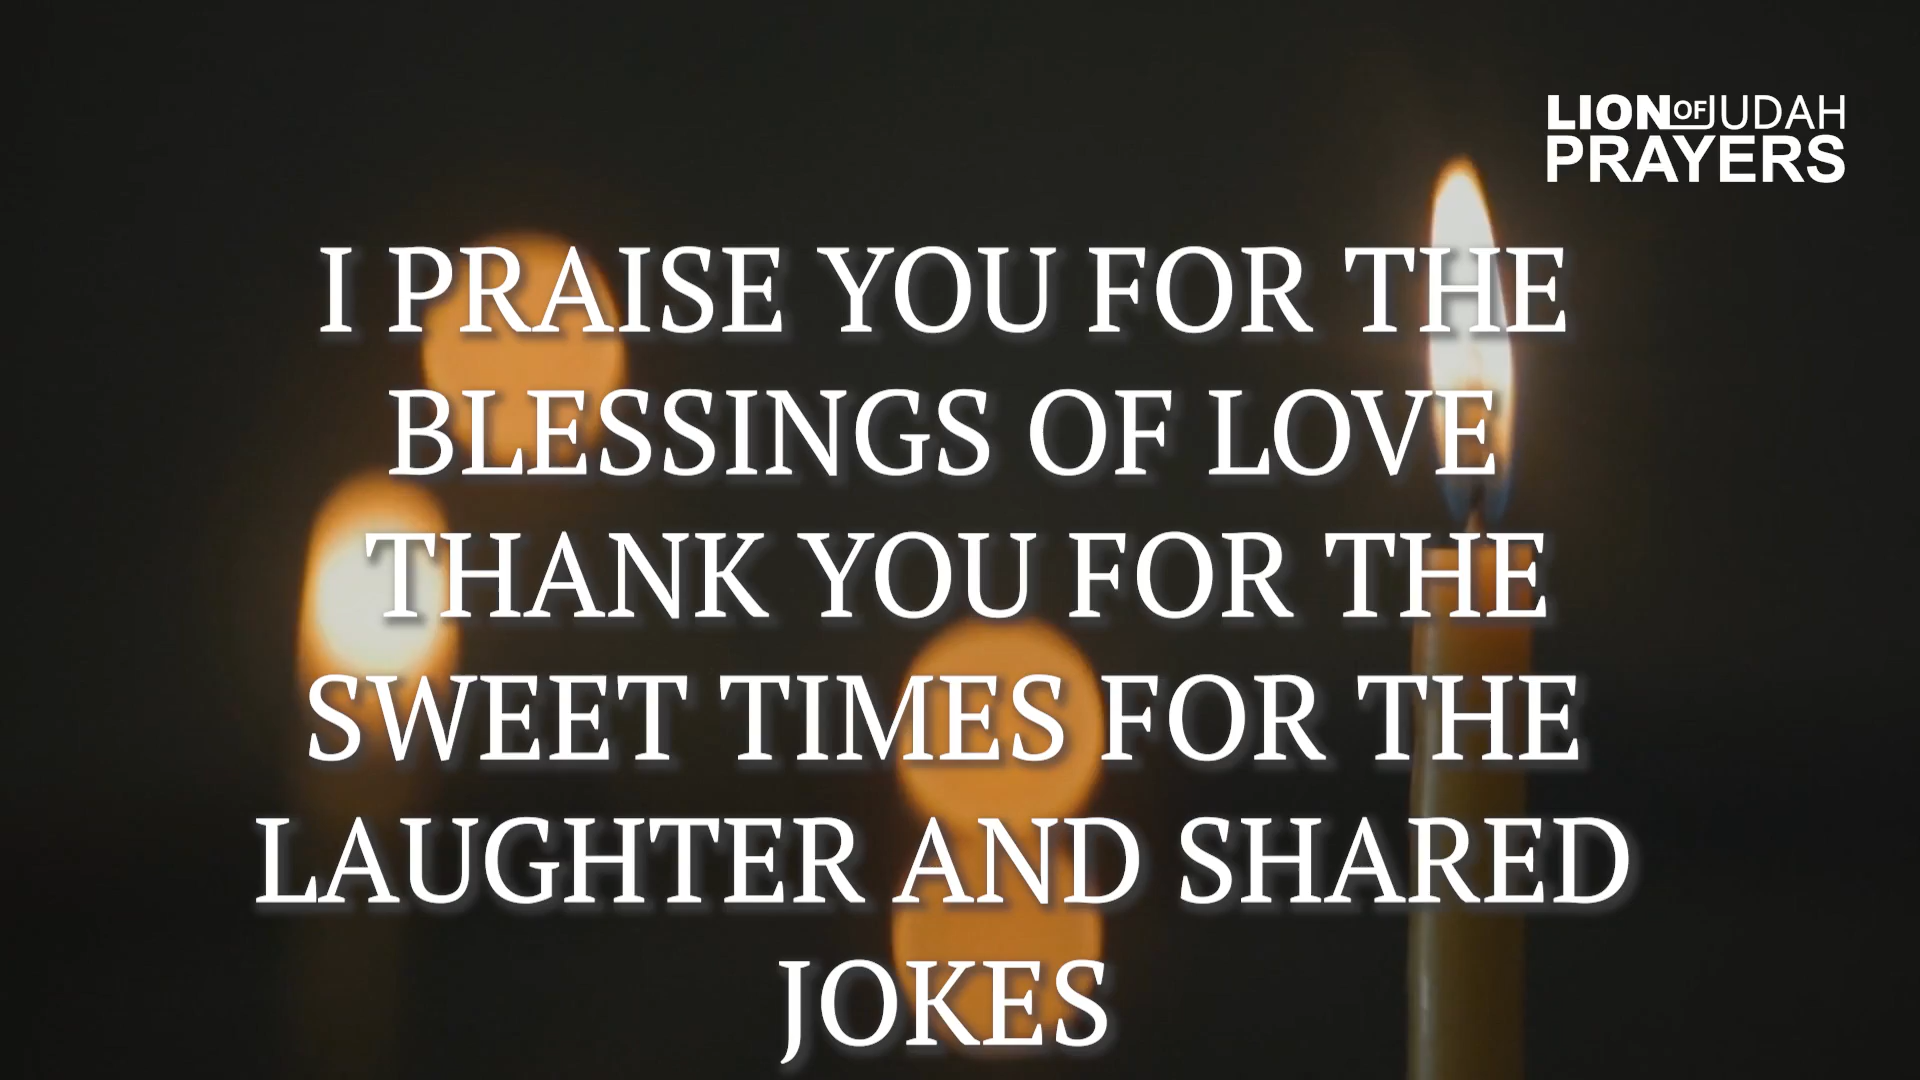 LION OF JUDAH
PRAYERS
I PRAISE YOU FOR THE
BLESSINGS OF LOVE
THANK YOU FOR THE
SWEET TIMES FOR THE
LAUGHTER AND SHARED
JOKES